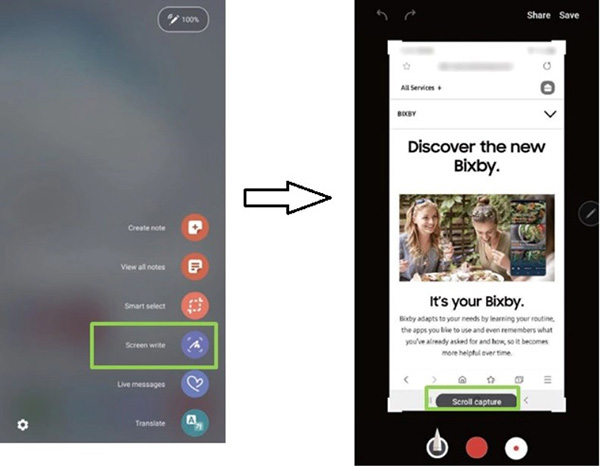 100%
Create note
View all notes
Smart select
Screen write
Live messages
Translate
Share Save
All Services +
BIXBY
Discover the new
Bixby.
It's your Bixby.
Bixby adapts to your needs by learning your routine,
the apps you like to use and even remembers what
you've already asked for and how, so it becomes
more helpful over time.
Scroll capture